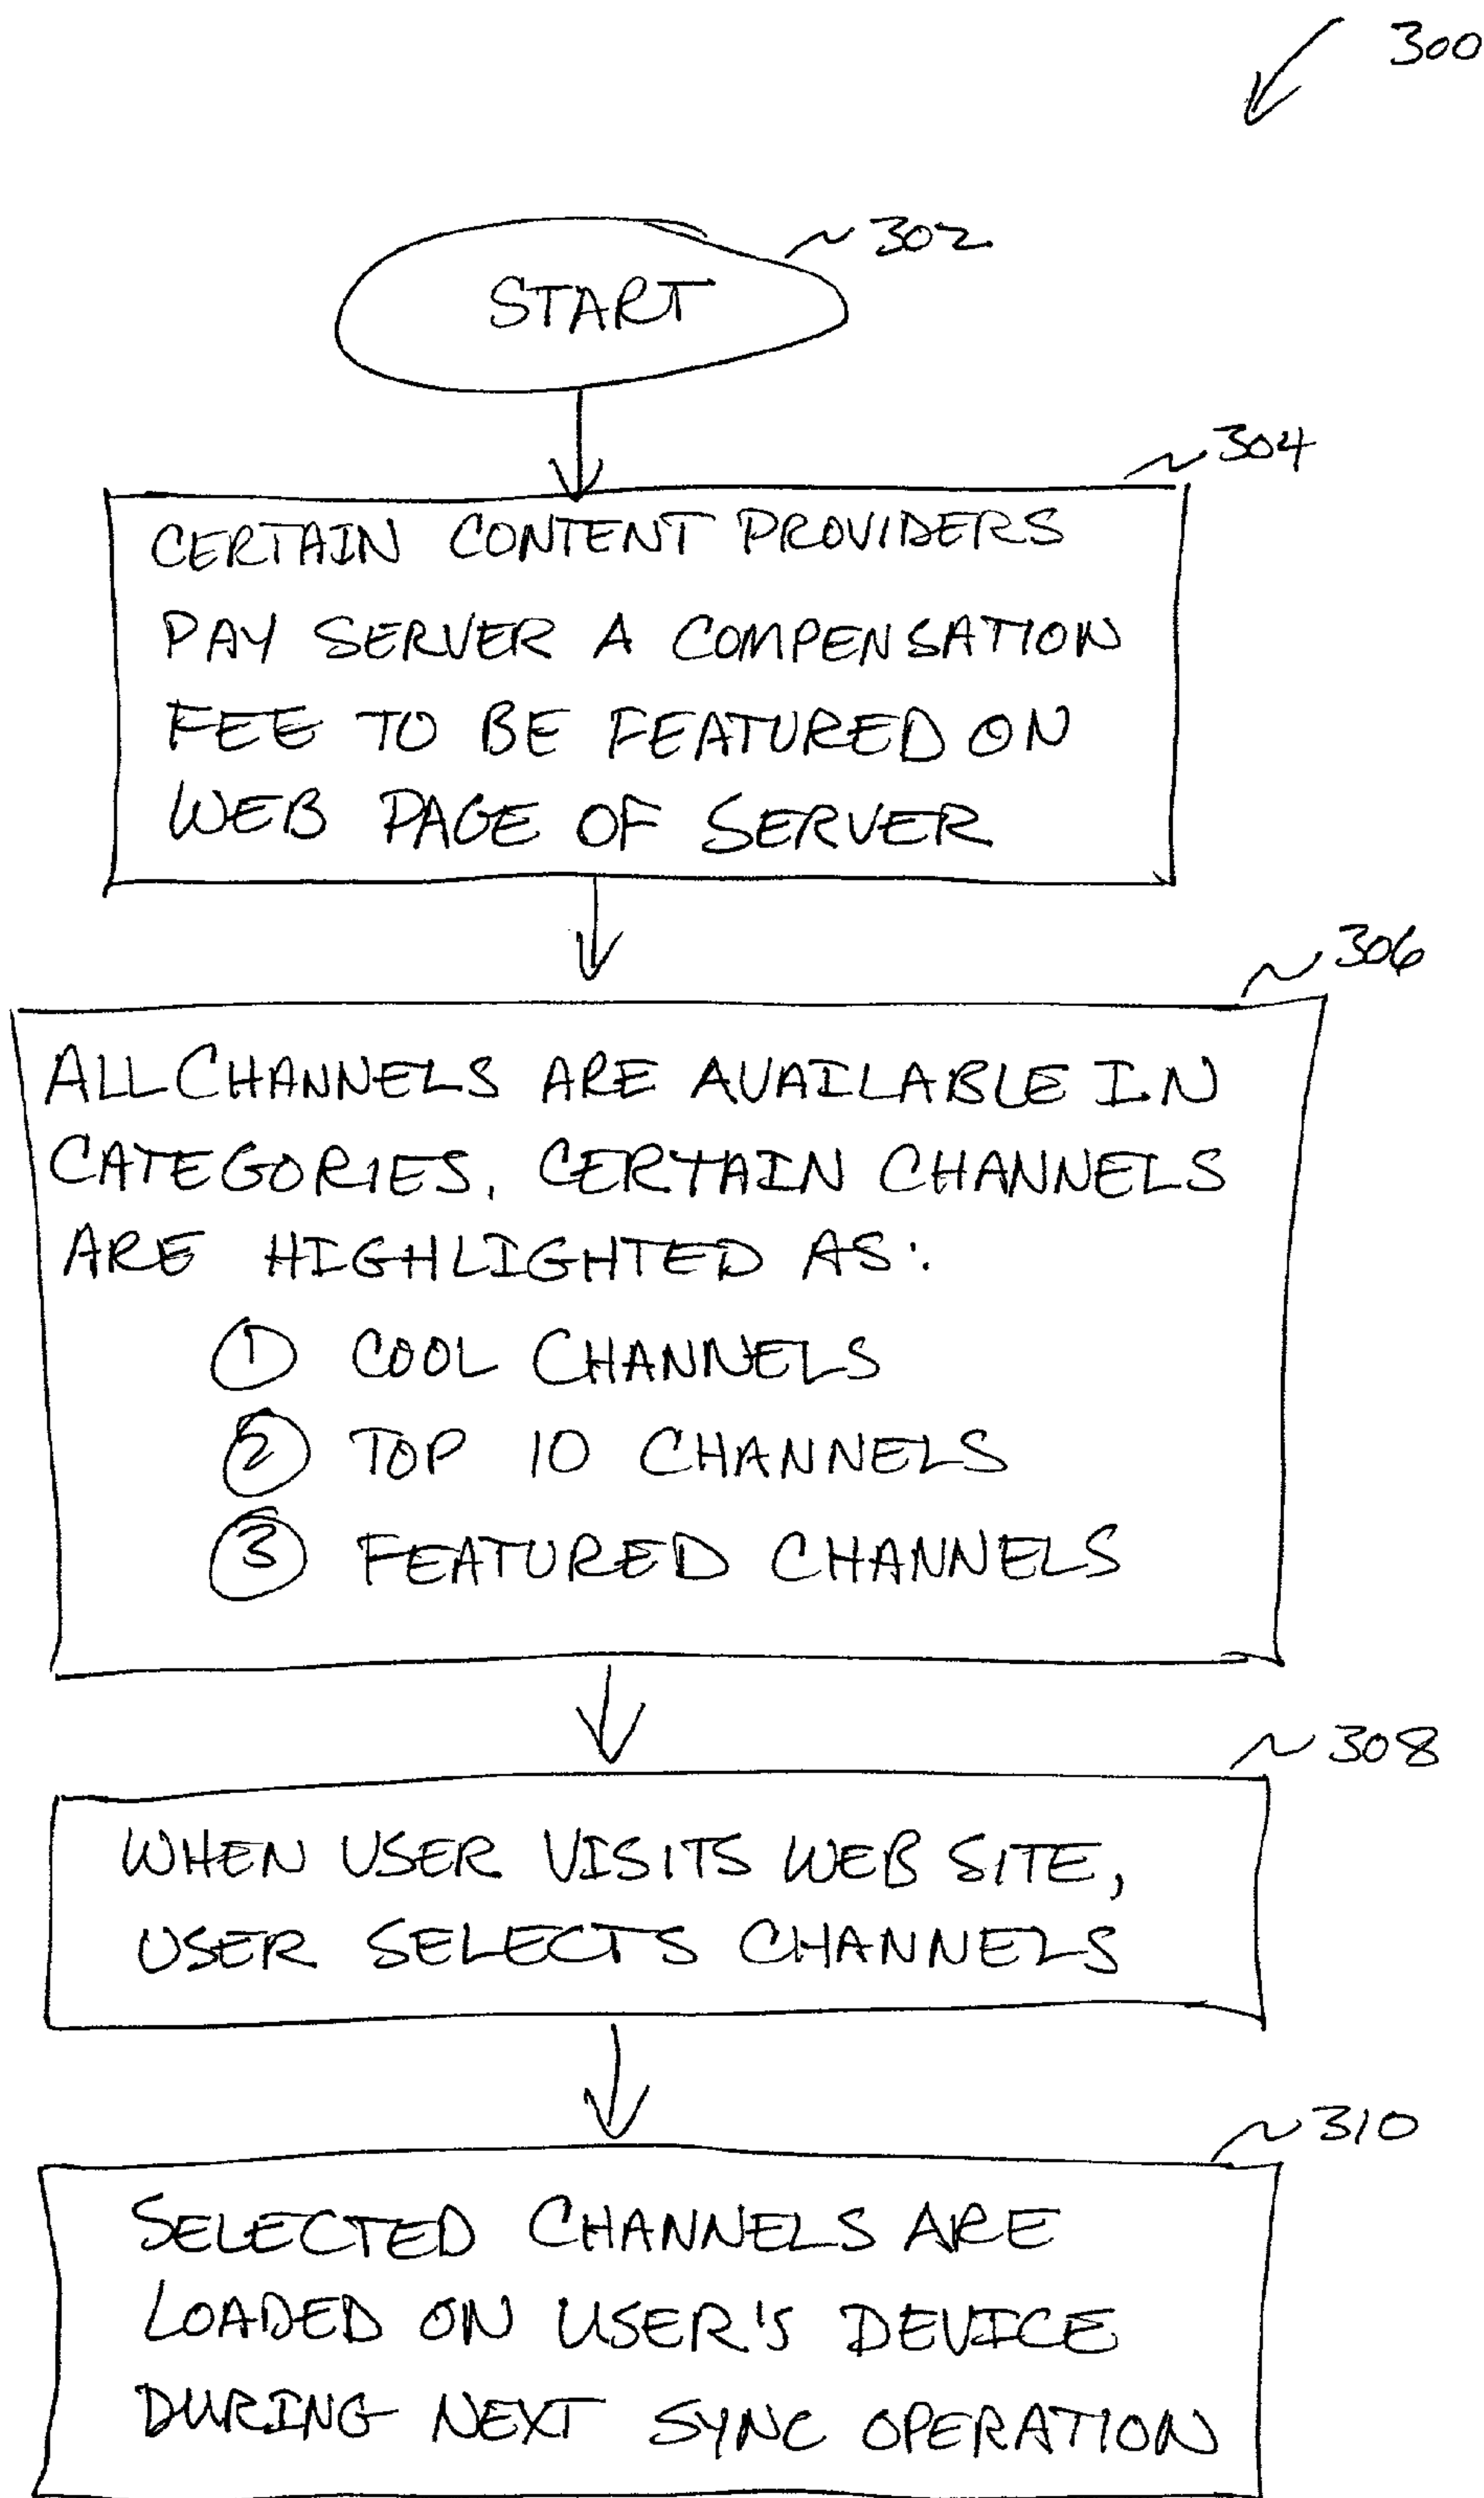 300
302
START
304
CERTAIN CONTENT PROVIDERS
PAY SERVER A COMPENSATION
FEE TO BE FEATURED ON
WEB PAGE OF SERVER
306
ALL CHANNELS ARE AVAILABLE IN
CATEGORIES. CERTAIN CHANNELS
ARE HIGHLIGHTED AS:
① COOL CHANNELS
② TOP 10 CHANNELS
③ FEATURED CHANNELS
308
WHEN USER VISITS WEB SITE,
USER SELECTS CHANNELS
310
SELECTED CHANNELS ARE
LOADED ON USER'S DEVICE
DURING NEXT SYNC OPERATION